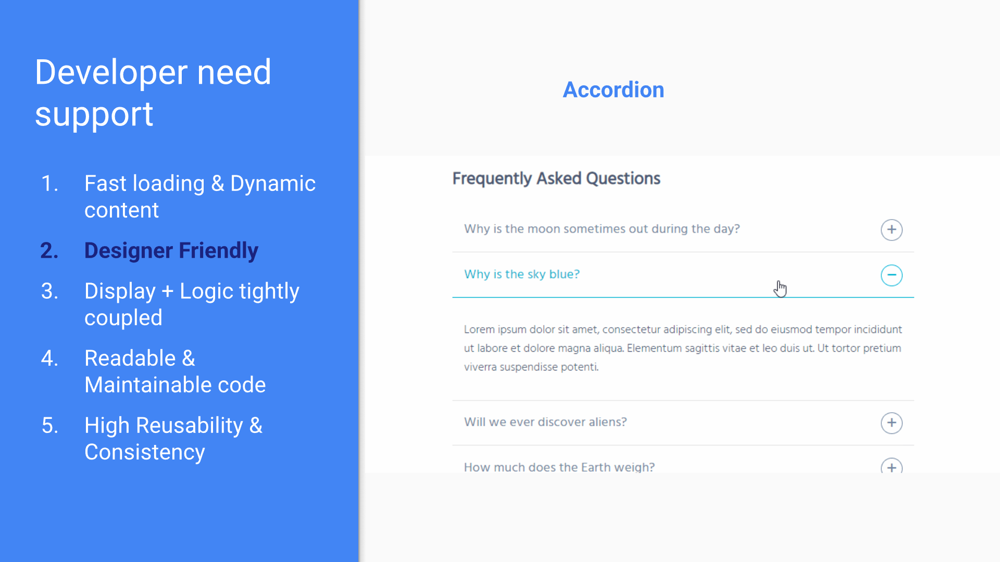 Developer need
support
1. Fast loading & Dynamic
content
2. Designer Friendly
3. Display + Logic tightly
coupled
4. Readable &
Maintainable code
5. High Reusability &
Consistency
Accordion
Frequently Asked Questions
Why is the moon sometimes out during the day?
Why is the sky blue?
Lorem ipsum dolor sit amet, consectetur adipiscing elit, sed do eiusmod tempor incididunt
ut labore et dolore magna aliqua. Elementum sagittis vitae et leo duis ut. Ut tortor pretium
viverra suspendisse potenti.
Will we ever discover aliens?
How much does the Earth weigh?